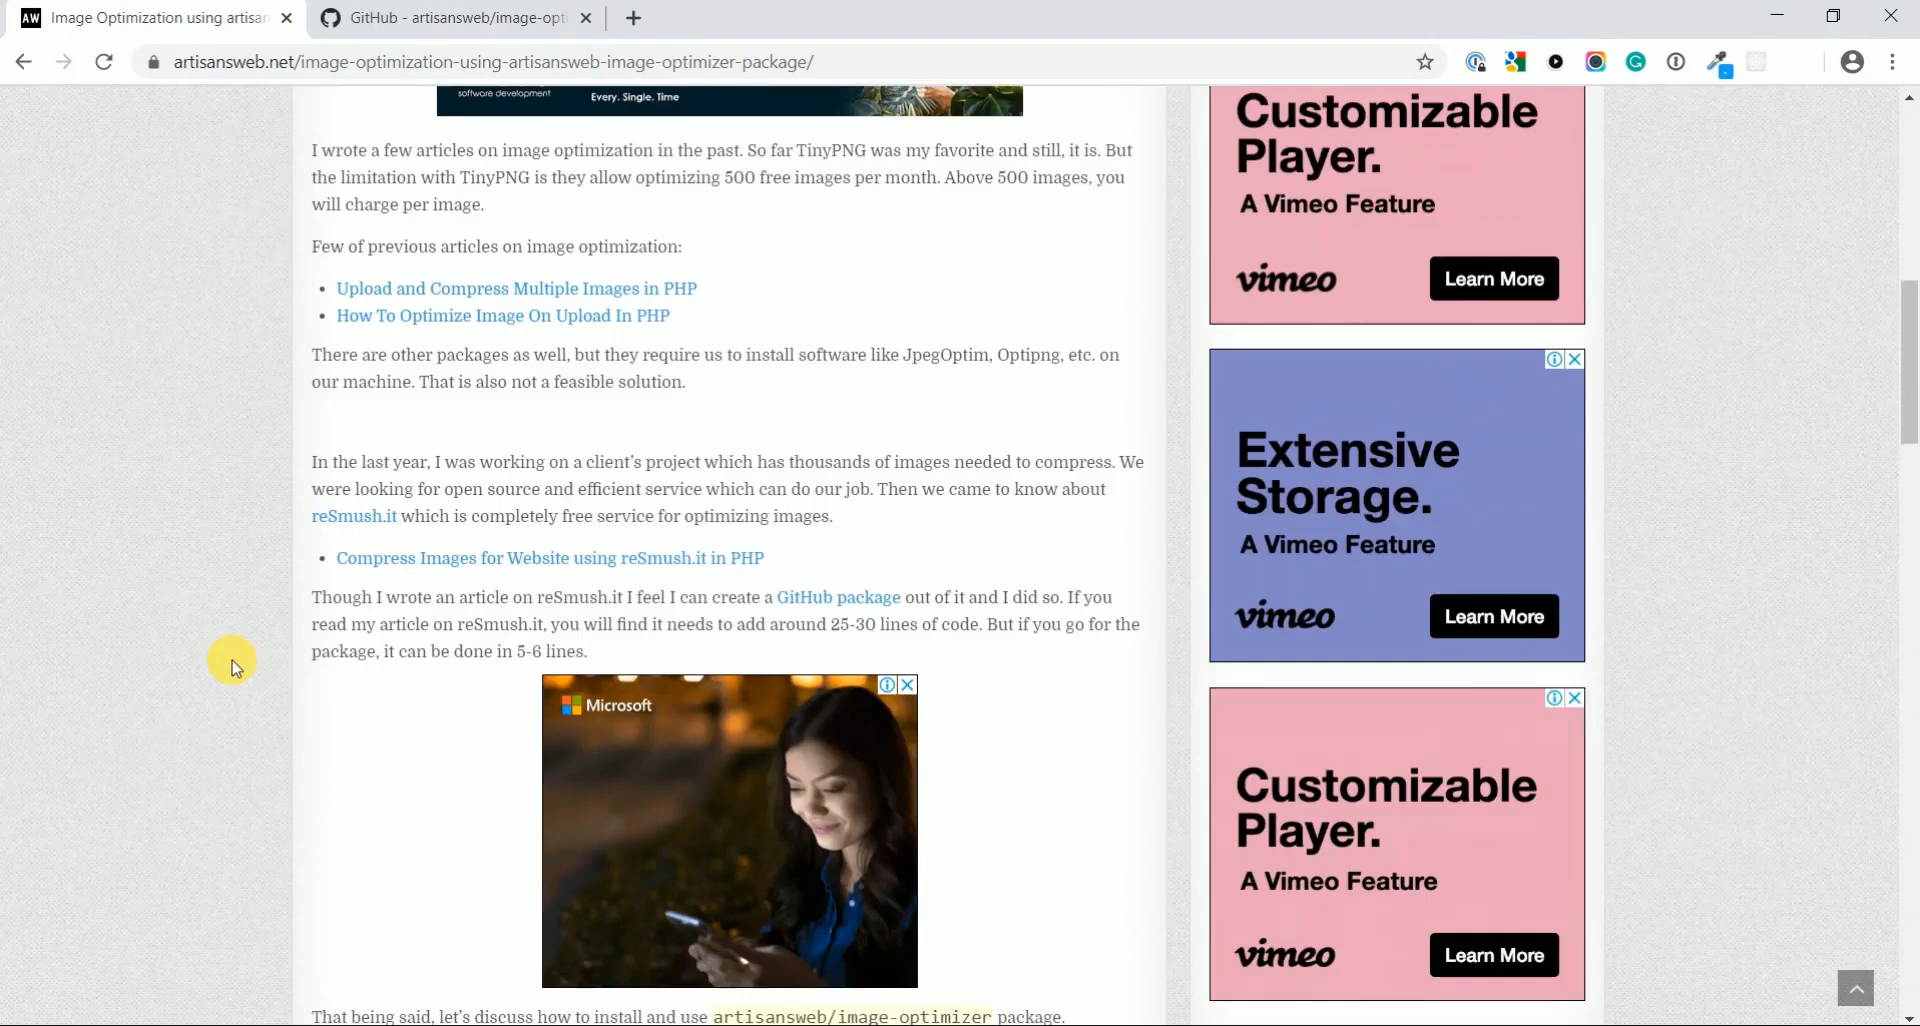 AW Image Optimization using artisan
GitHub - artisansweb/image-opt
artisansweb.net/image-optimization-using-artisansweb-image-optimizer-package/
software development
Every. Single. Time
I wrote a few articles on image optimization in the past. So far TinyPNG was my favorite and still, it is. But
the limitation with TinyPNG is they allow optimizing 500 free images per month. Above 500 images, you
will charge per image.
Few of previous articles on image optimization:
• Upload and Compress Multiple Images in PHP
• How To Optimize Image On Upload In PHP
There are other packages as well, but they require us to install software like JpegOptim, Optipng, etc. on
our machine. That is also not a feasible solution.
In the last year, I was working on a client's project which has thousands of images needed to compress. We
were looking for open source and efficient service which can do our job. Then we came to know about
reSmush.it which is completely free service for optimizing images.
• Compress Images for Website using reSmush.it in PHP
Though I wrote an article on reSmush.it I feel I can create a GitHub package out of it and I did so. If you
read my article on reSmush.it, you will find it needs to add around 25-30 lines of code. But if you go for the
package, it can be done in 5-6 lines.
Microsoft
That being said, let's discuss how to install and use artisansweb/image-optimizer package.
Customizable
Player.
A Vimeo Feature
vimeo
Learn More
Extensive
Storage.
A Vimeo Feature
vimeo
Learn More
Customizable
Player.
A Vimeo Feature
vimeo
Learn More